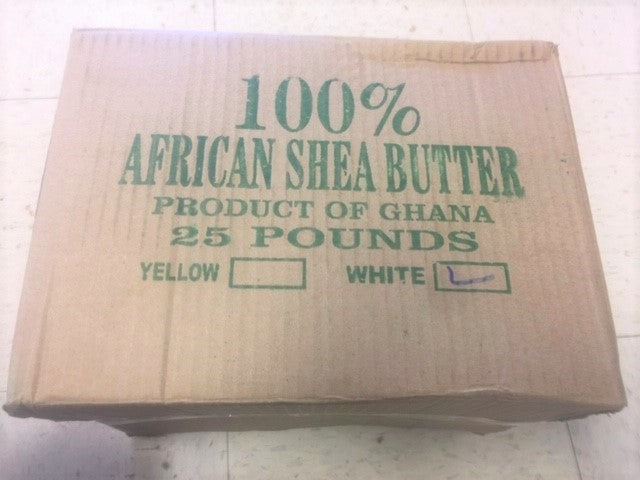 100%
AFRICAN SHEA BUTTER
PRODUCT OF GHANA
25 POUNDS
YELLOW WHITE